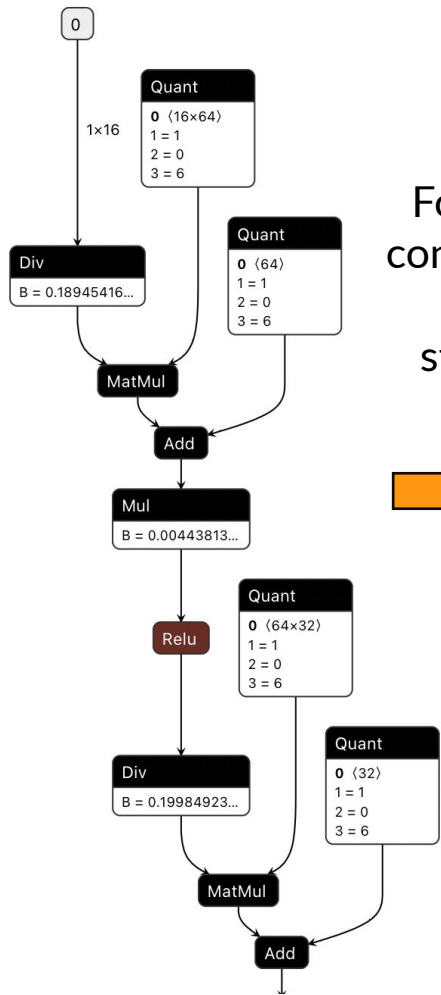 0
1×16
Quant
0 ⟨16×64⟩
1 = 1
2 = 0
3 = 6
Quant
0 ⟨64⟩
1 = 1
2 = 0
3 = 6
Div
B = 0.18945416…
MatMul
Add
Mul
B = 0.00443813…
Relu
Quant
0 ⟨64×32⟩
1 = 1
2 = 0
3 = 6
Div
B = 0.19984923…
Quant
0 ⟨32⟩
1 = 1
2 = 0
3 = 6
MatMul
Add